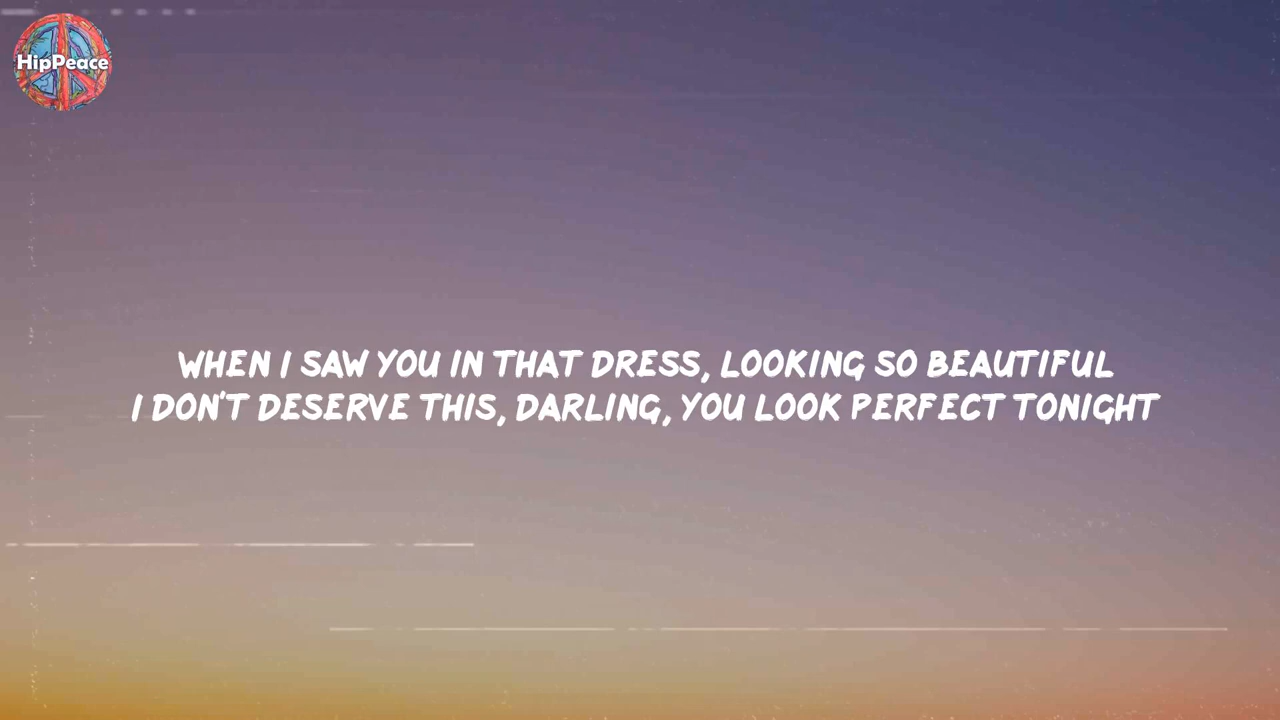 HipPeace
WHEN I SAW YOU IN THAT DRESS, LOOKING SO BEAUTIFUL
I DON'T DESERVE THIS, DARLING, YOU LOOK PERFECT TONIGHT